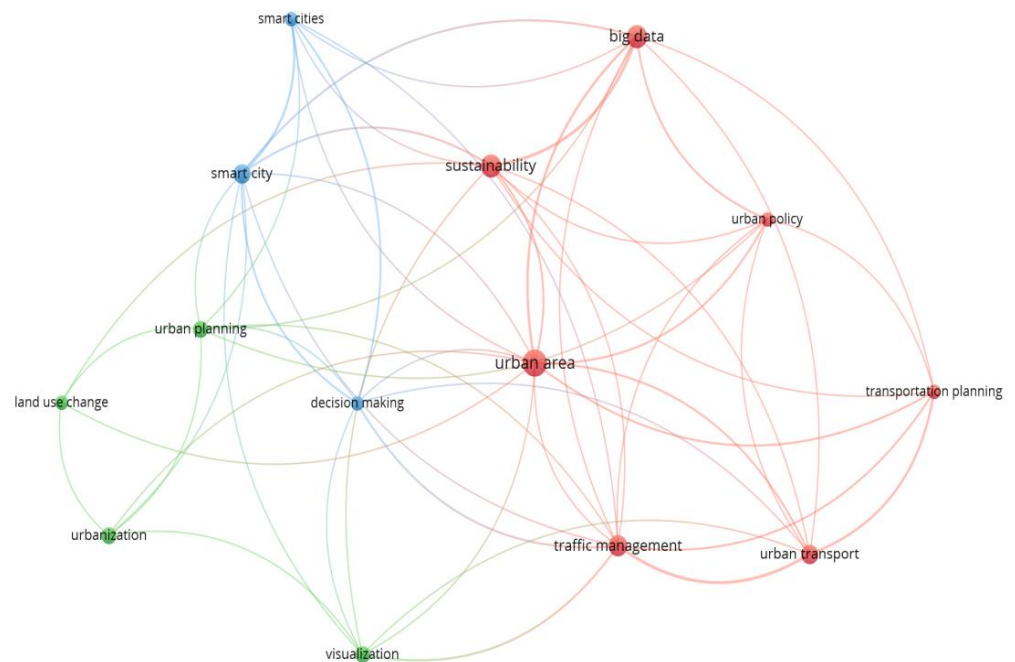 smart cities
big data
sustainability
smart city
urban policy
urban planning
urban area
transportation planning
land use change
decision making
urbanization
traffic management
urban transport
visualization